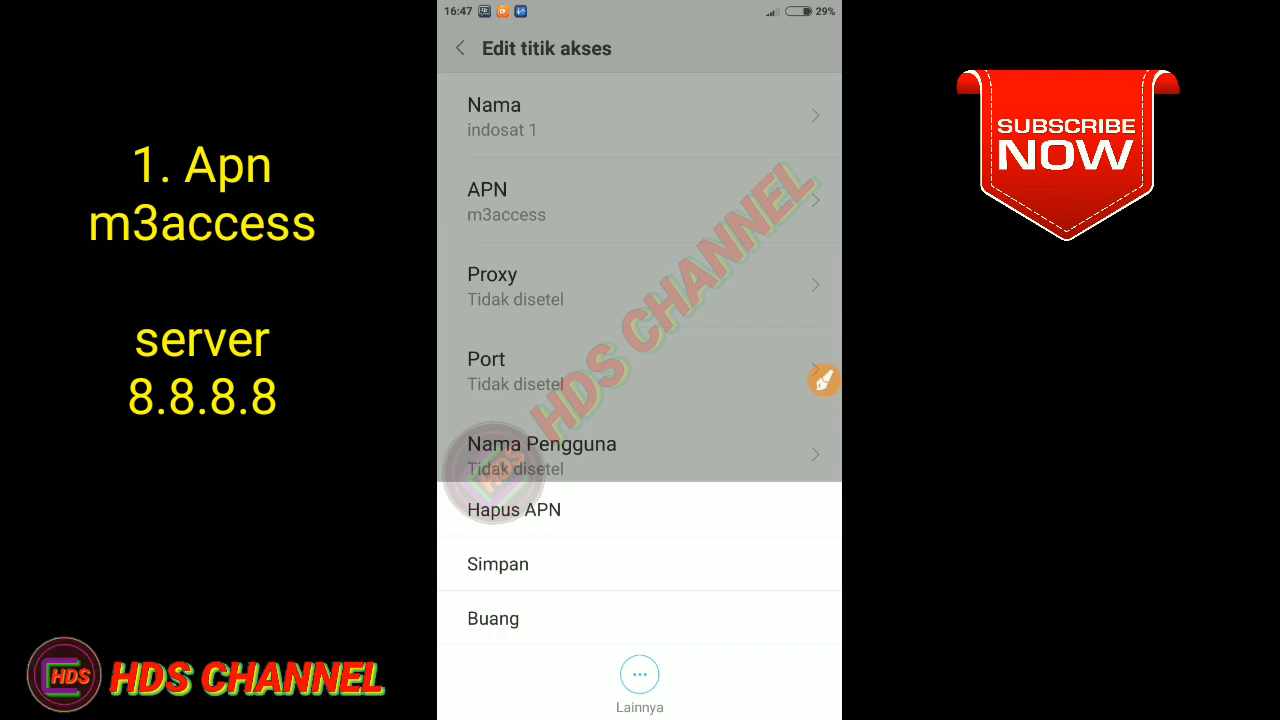 1. Apn
m3access
server
8.8.8.8
HDS
HDS CHANNEL
16:47
29%
Edit titik akses
Nama
indosat 1
APN
m3access
Proxy
Tidak disetel
Port
Tidak disetel
Nama Pengguna
Tidak disetel
HDS
HDS CHANNEL
Hapus APN
Simpan
Buang
Lainnya
SUBSCRIBE
NOW